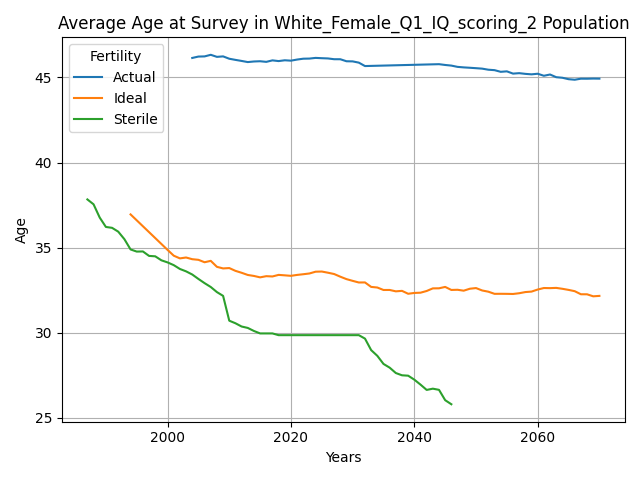 Average Age at Survey in White_Female_Q1_IQ_scoring_2 Population
Fertility
Actual
Ideal
Sterile
Age
45
40
35
30
25
2000
2020
2040
2060
Years